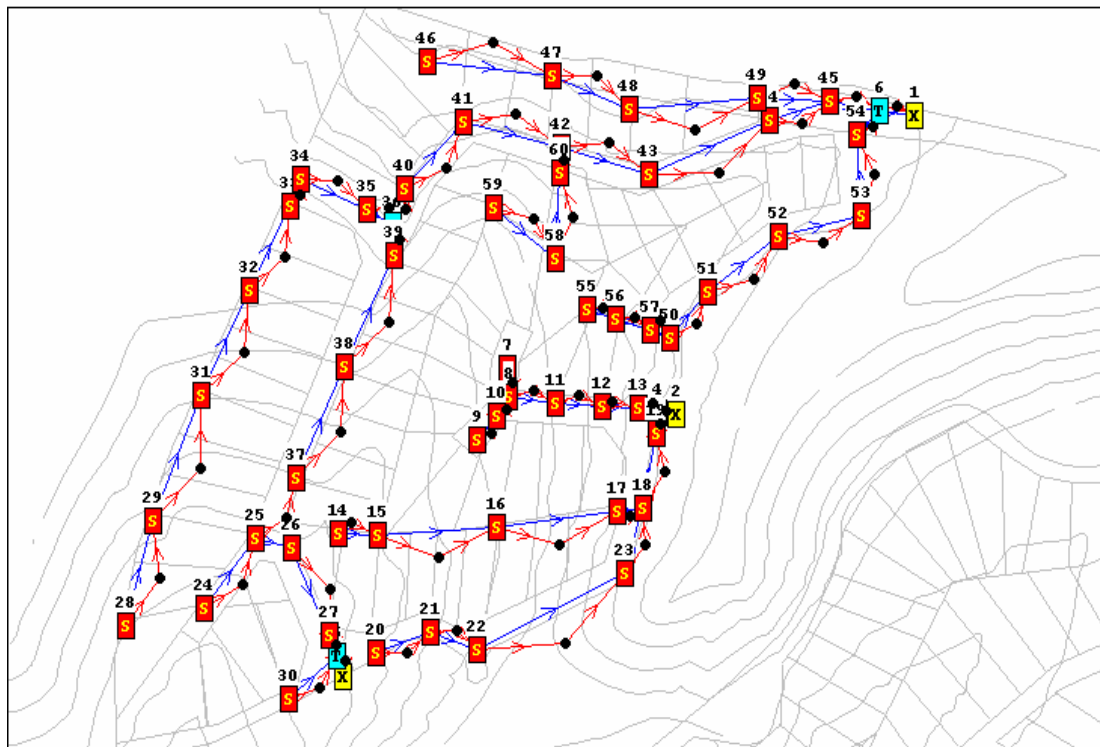 46 S
47 S
48 S
49 S
45 S
6 T
1 X
4 S
54 S
41 S
42
60 S
43 S
34 S
S
35 S
40 S
39 S
59 S
58 S
53 S
52 S
51 S
32 S
55 S
56 S
57 S
50 S
38 S
7
8 S
31 S
10 S
9 S
11 S
12 S
13 S
4
2 X
S
37 S
29 S
25 S
26 S
14 S
15 S
16 S
17 S
18 S
23 S
24 S
28 S
27 S
T
X
30 S
20 S
21 S
22 S